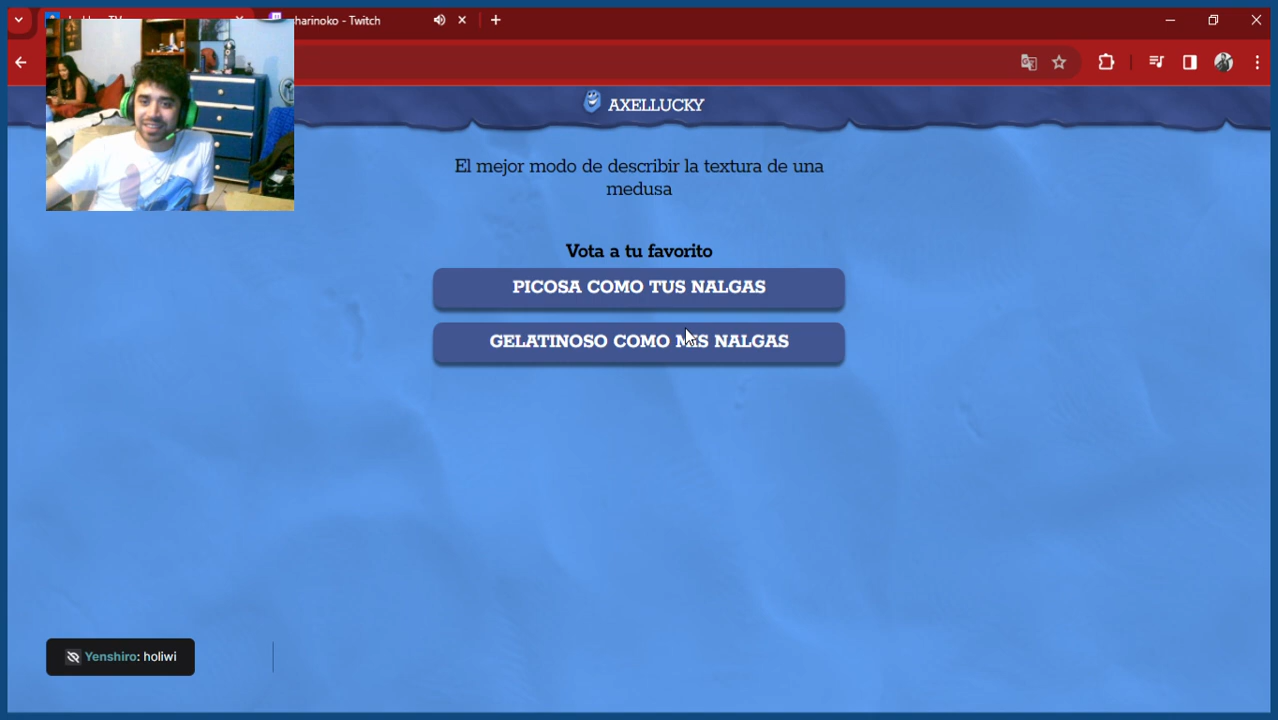 harinoko - Twitch
AXELLUCKY
El mejor modo de describir la textura de una
medusa
Vota a tu favorito
PICOSA COMO TUS NALGAS
GELATINOSO COMO MIS NALGAS
Yenshiro: holiwi